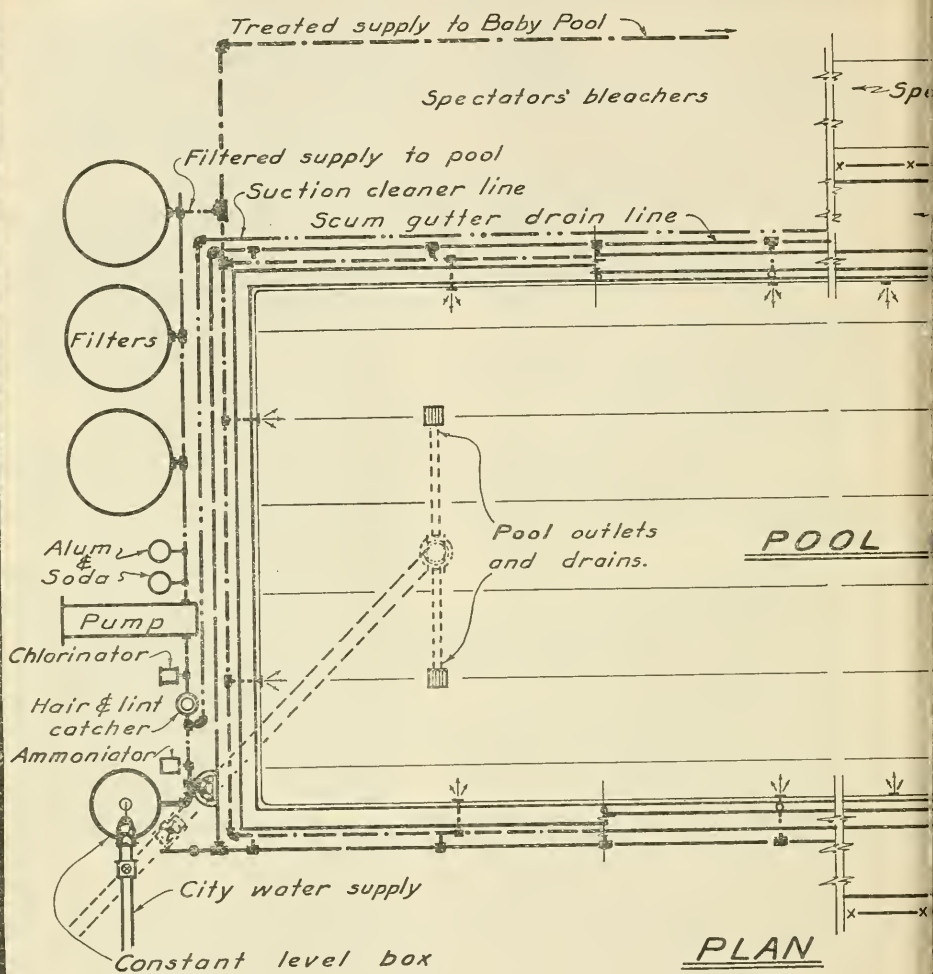 Treated supply to Baby Pool
Spectators' bleachers
Filtered supply to pool
Suction cleaner line
Scum gutter drain line
Filters
Alum
&
Soda
Pool outlets
and drains.
POOL
Pump
Chlorinator
Hair & lint
catcher
Ammoniator
City water supply
Constant level box
PLAN